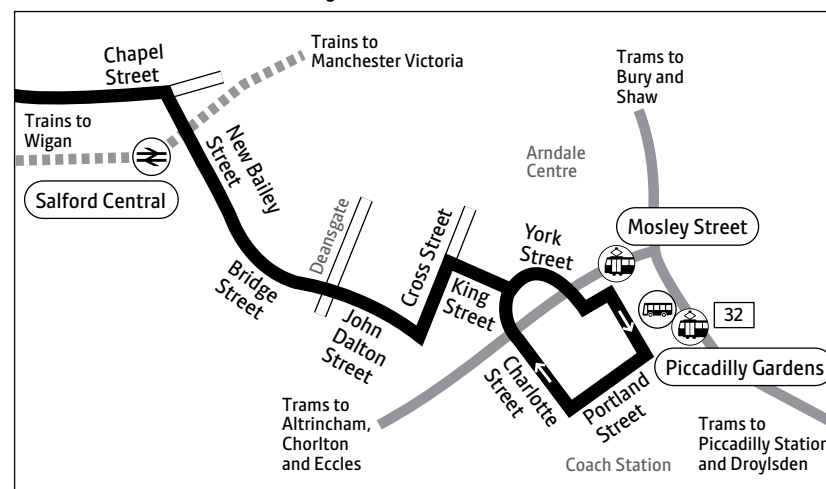 Chapel
Street
Trains to
Manchester Victoria
Trams to
Bury and
Shaw
Trains to
Wigan
Salford Central
New Bailey
Street
Arndale
Centre
Deansgate
Cross Street
York
Street
Mosley Street
Bridge
Street
King
Street
32
John
Dalton
Street
Charlotte
Street
Portland
Street
Piccadilly Gardens
Trams to
Altrincham,
Chorlton
and Eccles
Coach Station
Trams to
Piccadilly Station
and Droylsden